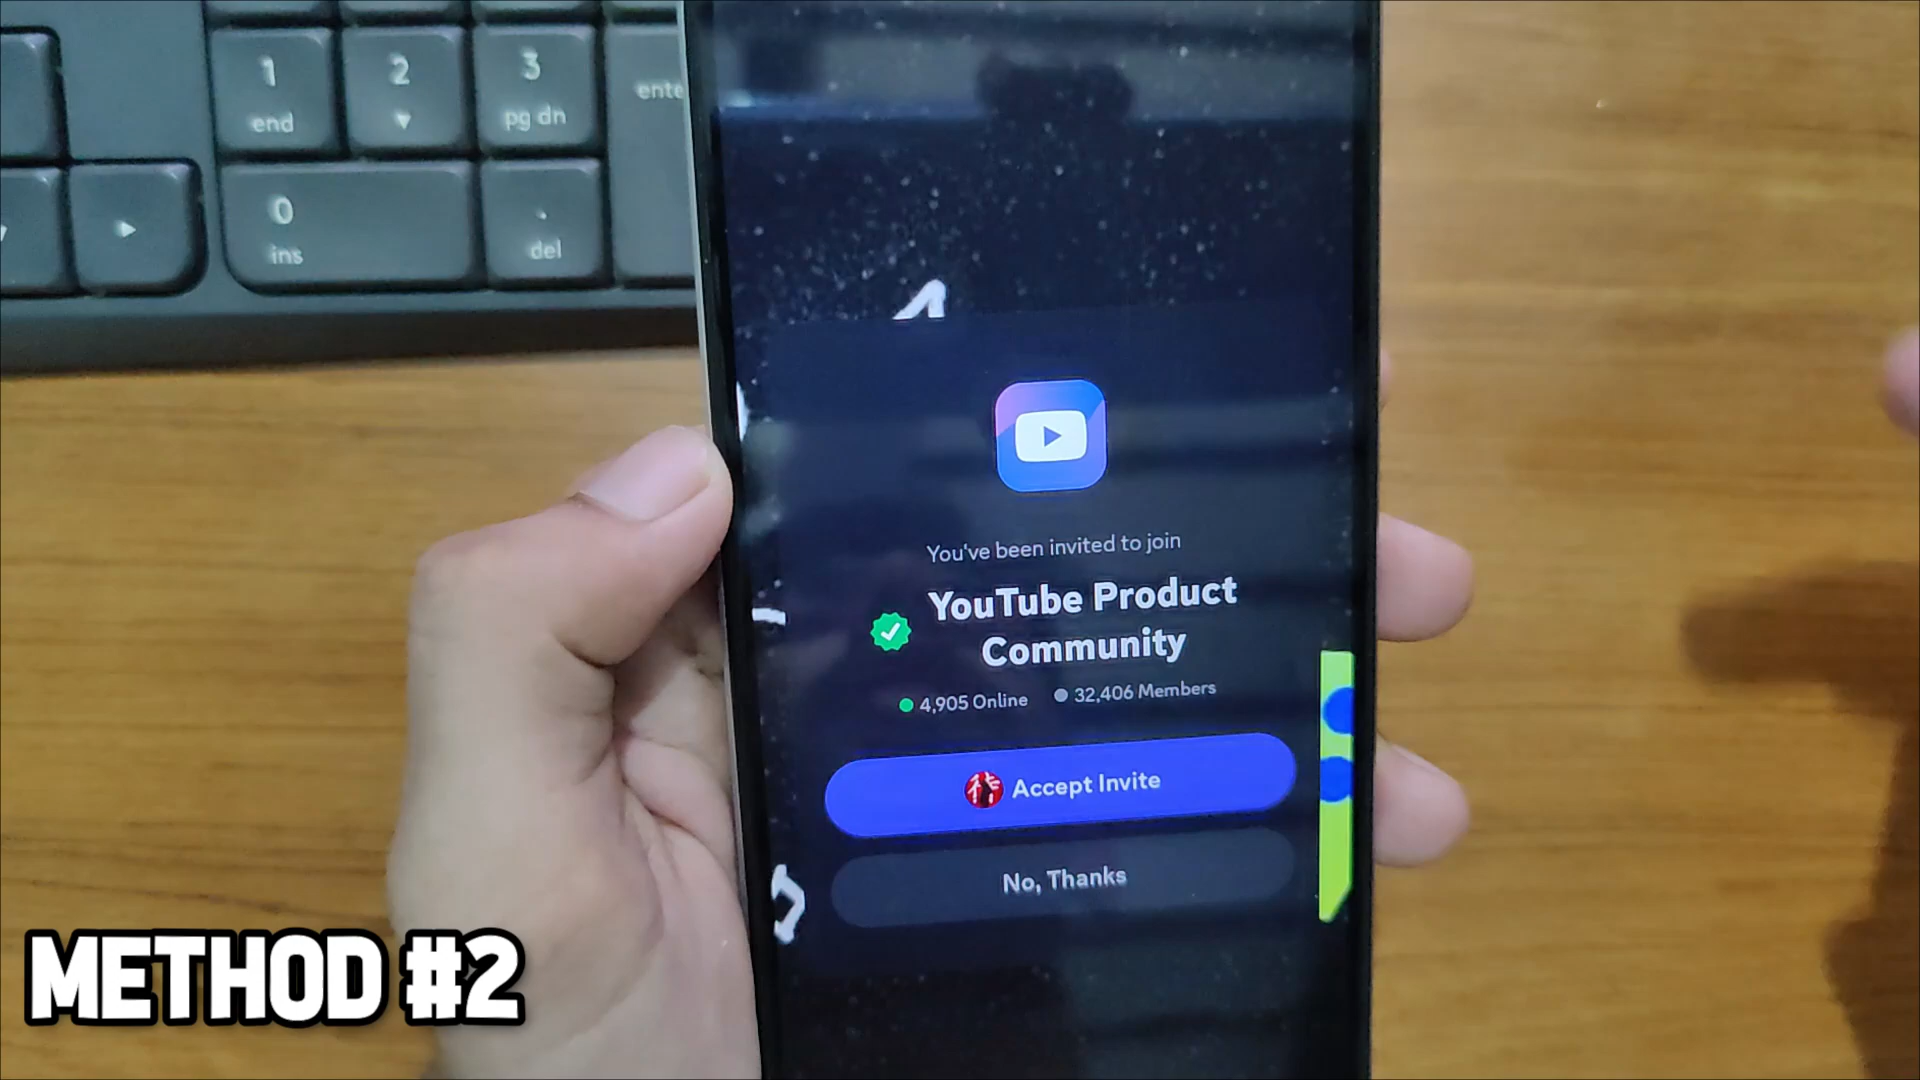 1
2
3
enter
end
pg dn
0
.
ins
del
You've been invited to join
YouTube Product
Community
4,905 Online
32,406 Members
Accept Invite
No, Thanks
METHOD #2